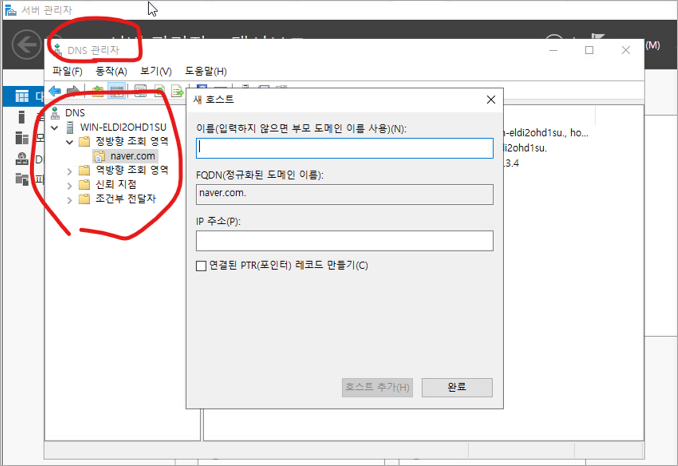 서버 관리자
DNS 관리자
(M)
파일(F) 동작(A) 보기(V) 도움말(H)
DNS
WIN-ELDI2OHD1SU
정방향 조회 영역
naver.com
역방향 조회 영역
신뢰 지점
조건부 전달자
새 호스트
이름(입력하지 않으면 부모 도메인 이름 사용)(N):
FQDN(정규화된 도메인 이름):
naver.com.
IP 주소(P):
연결된 PTR(포인터) 레코드 만들기(C)
호스트 추가(H)
완료
n-eldi2ohd1su., ho...
ldi2ohd1su.
.3.4